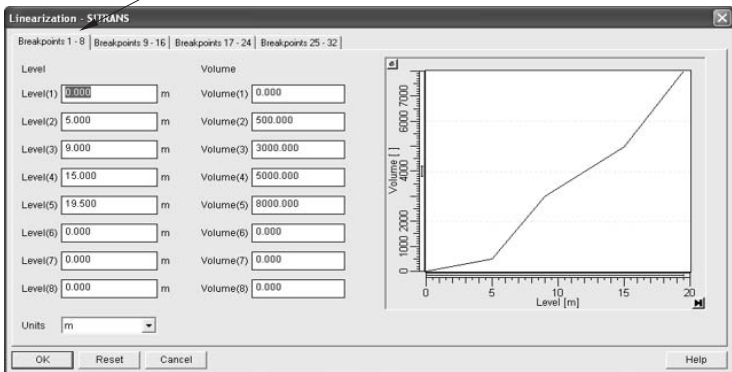 Linearization - SITRANS
Breakpoints 1 - 8 Breakpoints 9 - 16 Breakpoints 17 - 24 Breakpoints 25 - 32
Level Volume
Level(1) 0.000 m Volume(1) 0.000
Level(2) 5.000 m Volume(2) 500.000
Level(3) 9.000 m Volume(3) 3000.000
Level(4) 15.000 m Volume(4) 5000.000
Level(5) 19.500 m Volume(5) 8000.000
Level(6) 0.000 m Volume(6) 0.000
Level(7) 0.000 m Volume(7) 0.000
Level(8) 0.000 m Volume(8) 0.000
Units m
Volume [ ]
0 1000 2000 4000 6000 7000
0 5 10 15 20
Level [m]
OK Reset Cancel Help